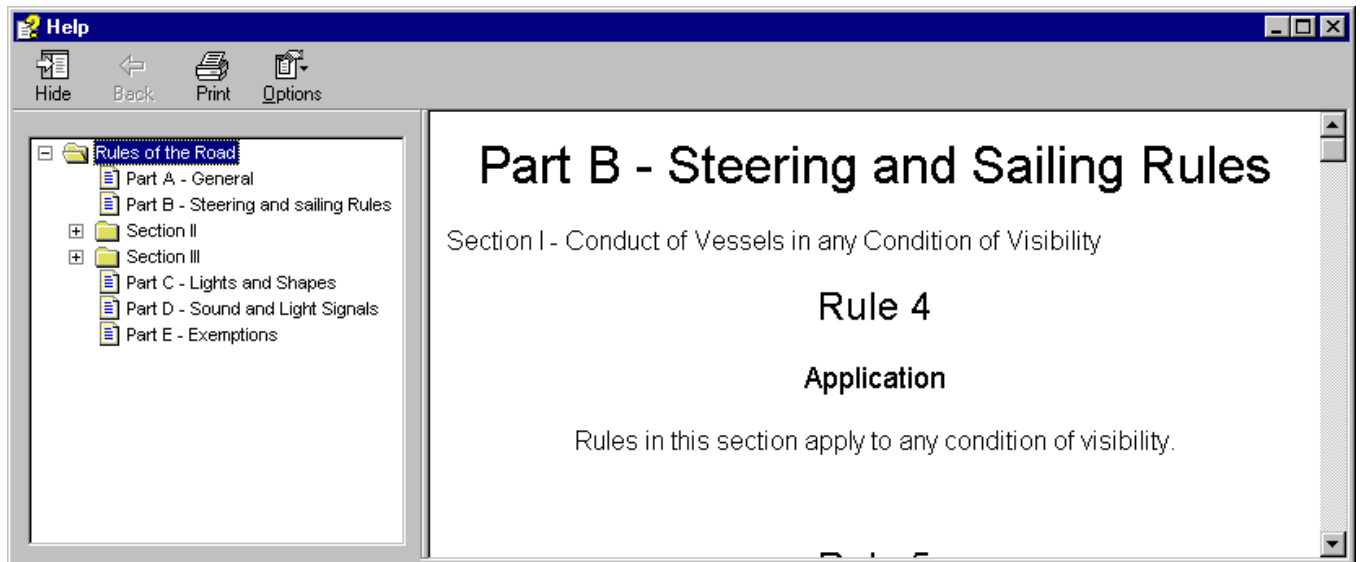 Help
Hide Back Print Options
Rules of the Road
Part A - General
Part B - Steering and sailing Rules
Section II
Section III
Part C - Lights and Shapes
Part D - Sound and Light Signals
Part E - Exemptions
Part B - Steering and Sailing Rules
Section I - Conduct of Vessels in any Condition of Visibility
Rule 4
Application
Rules in this section apply to any condition of visibility.